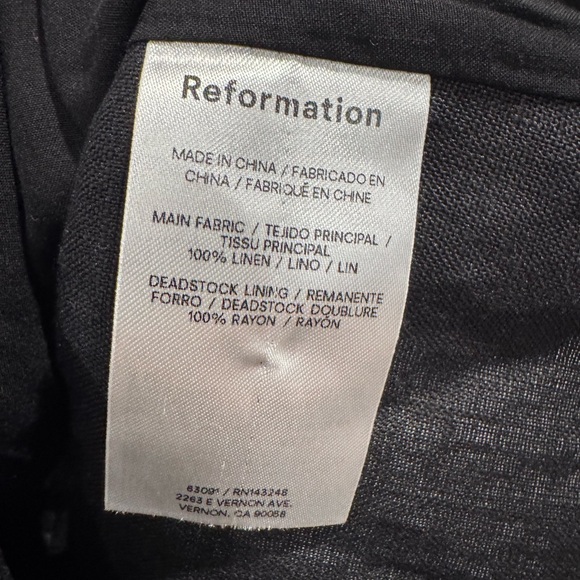 Reformation
MADE IN CHINA / FABRICADO EN
CHINA / FABRIQUÉ EN CHINE
MAIN FABRIC / TEJIDO PRINCIPAL /
TISSU PRINCIPAL
100% LINEN / LINO / LIN
DEADSTOCK LINING / REMANENTE
FORRO / DEADSTOCK DOUBLURE
100% RAYON / RAYÓN
/ RN143248
2263 E VERNON AVE.
VERNON, CA 90058